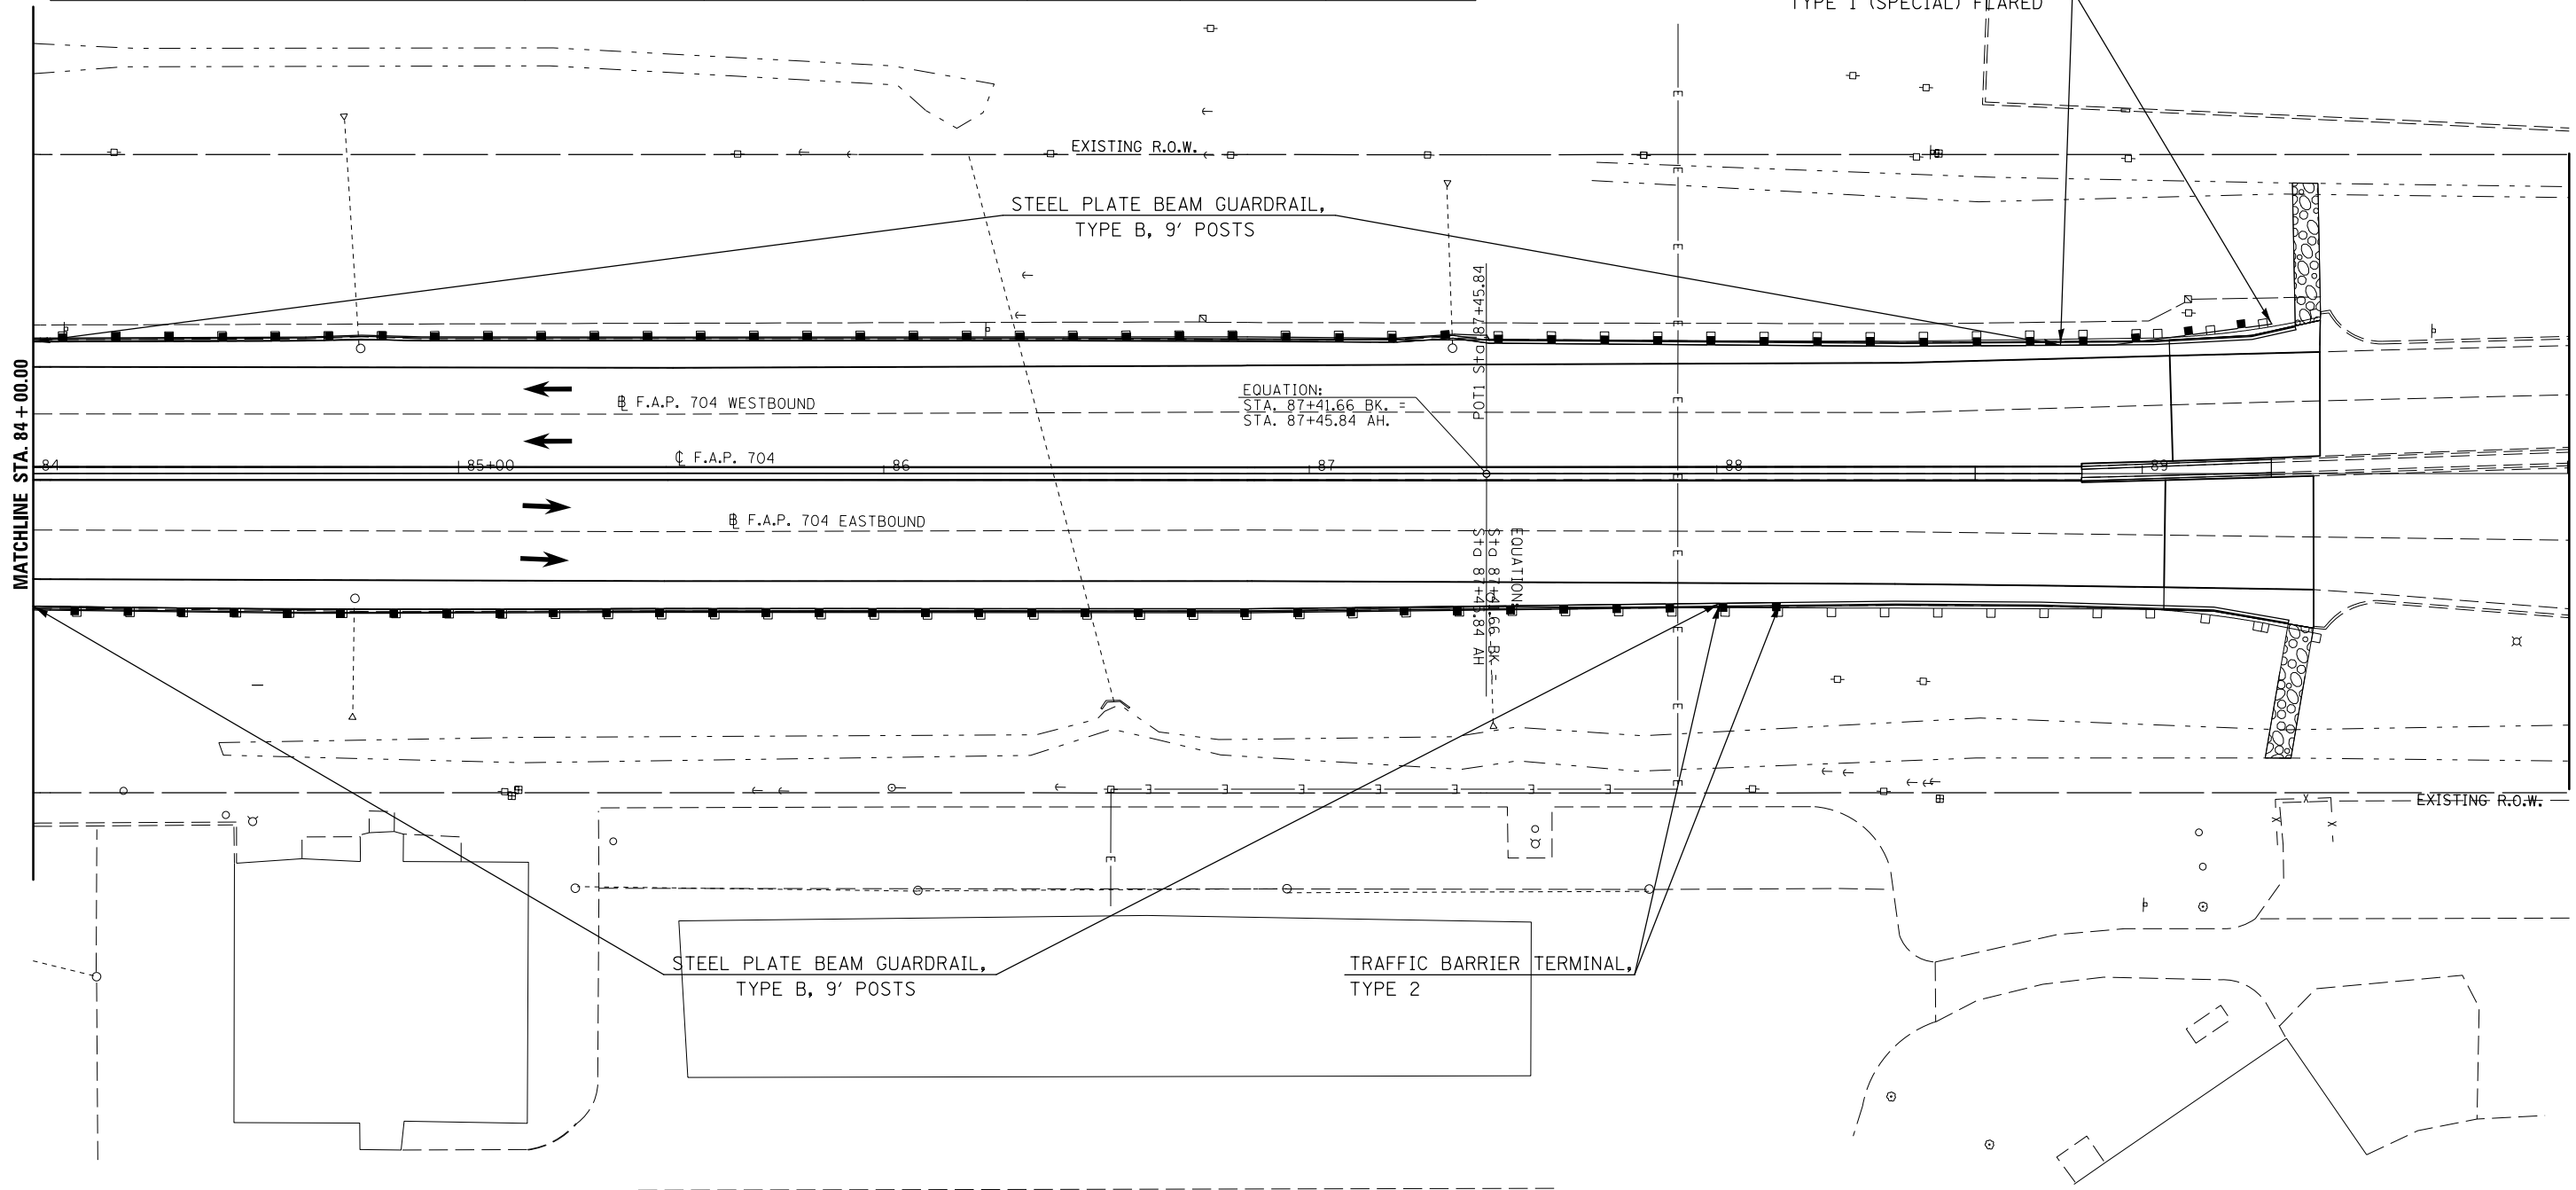 TYPE 1 (SPECIAL) FLARED
EXISTING R.O.W.
STEEL PLATE BEAM GUARDRAIL,
TYPE B, 9' POSTS
MATCHLINE STA. 84+00.00
POT1 Sta 87+45.84
EQUATION:
STA. 87+41.66 BK. =
STA. 87+45.84 AH.
℄ F.A.P. 704 WESTBOUND
℄ F.A.P. 704
84
85+00
86
87
88
89
℄ F.A.P. 704 EASTBOUND
EQUATION:
Sta 87+41.66 BK
Sta 87+45.84 AH
EXISTING R.O.W.
STEEL PLATE BEAM GUARDRAIL,
TYPE B, 9' POSTS
TRAFFIC BARRIER TERMINAL,
TYPE 2